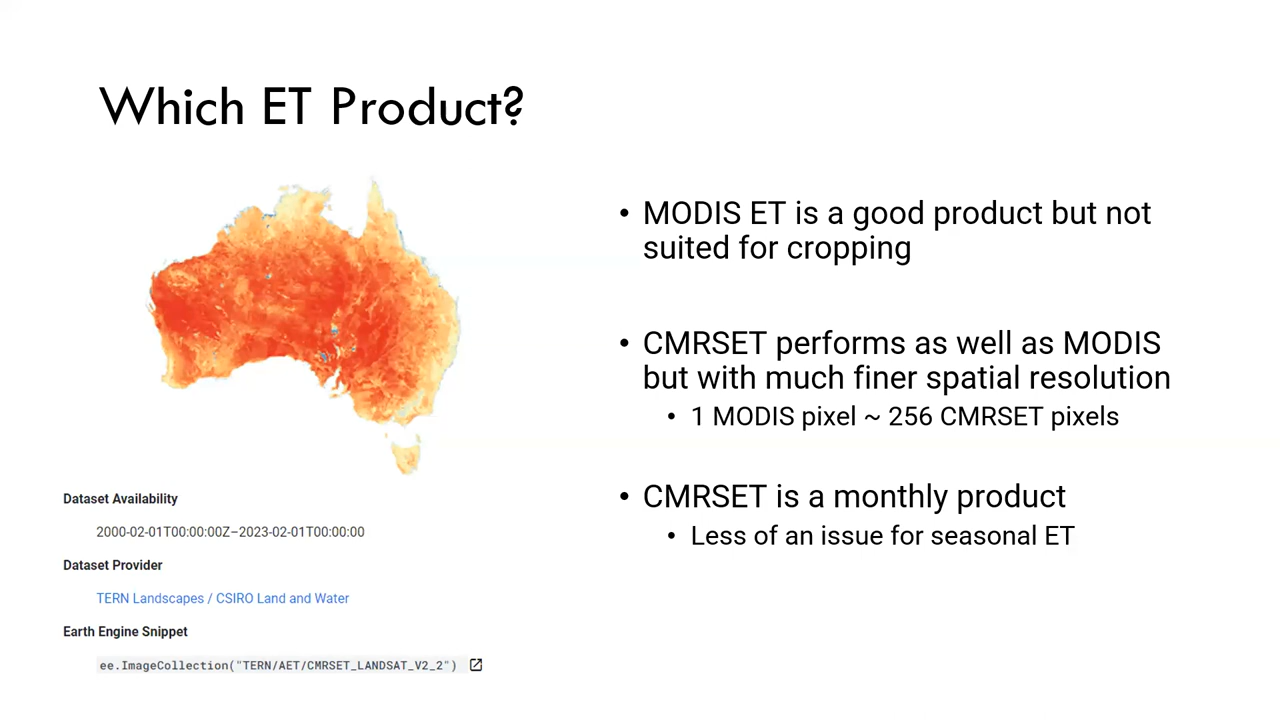 Which ET Product?
• MODIS ET is a good product but not
suited for cropping
• CMRSET performs as well as MODIS
but with much finer spatial resolution
• 1 MODIS pixel ~ 256 CMRSET pixels
• CMRSET is a monthly product
• Less of an issue for seasonal ET
Dataset Availability
2000-02-01T00:00:00Z–2023-02-01T00:00:00
Dataset Provider
TERN Landscapes / CSIRO Land and Water
Earth Engine Snippet
ee.ImageCollection("TERN/AET/CMRSET_LANDSAT_V2_2")